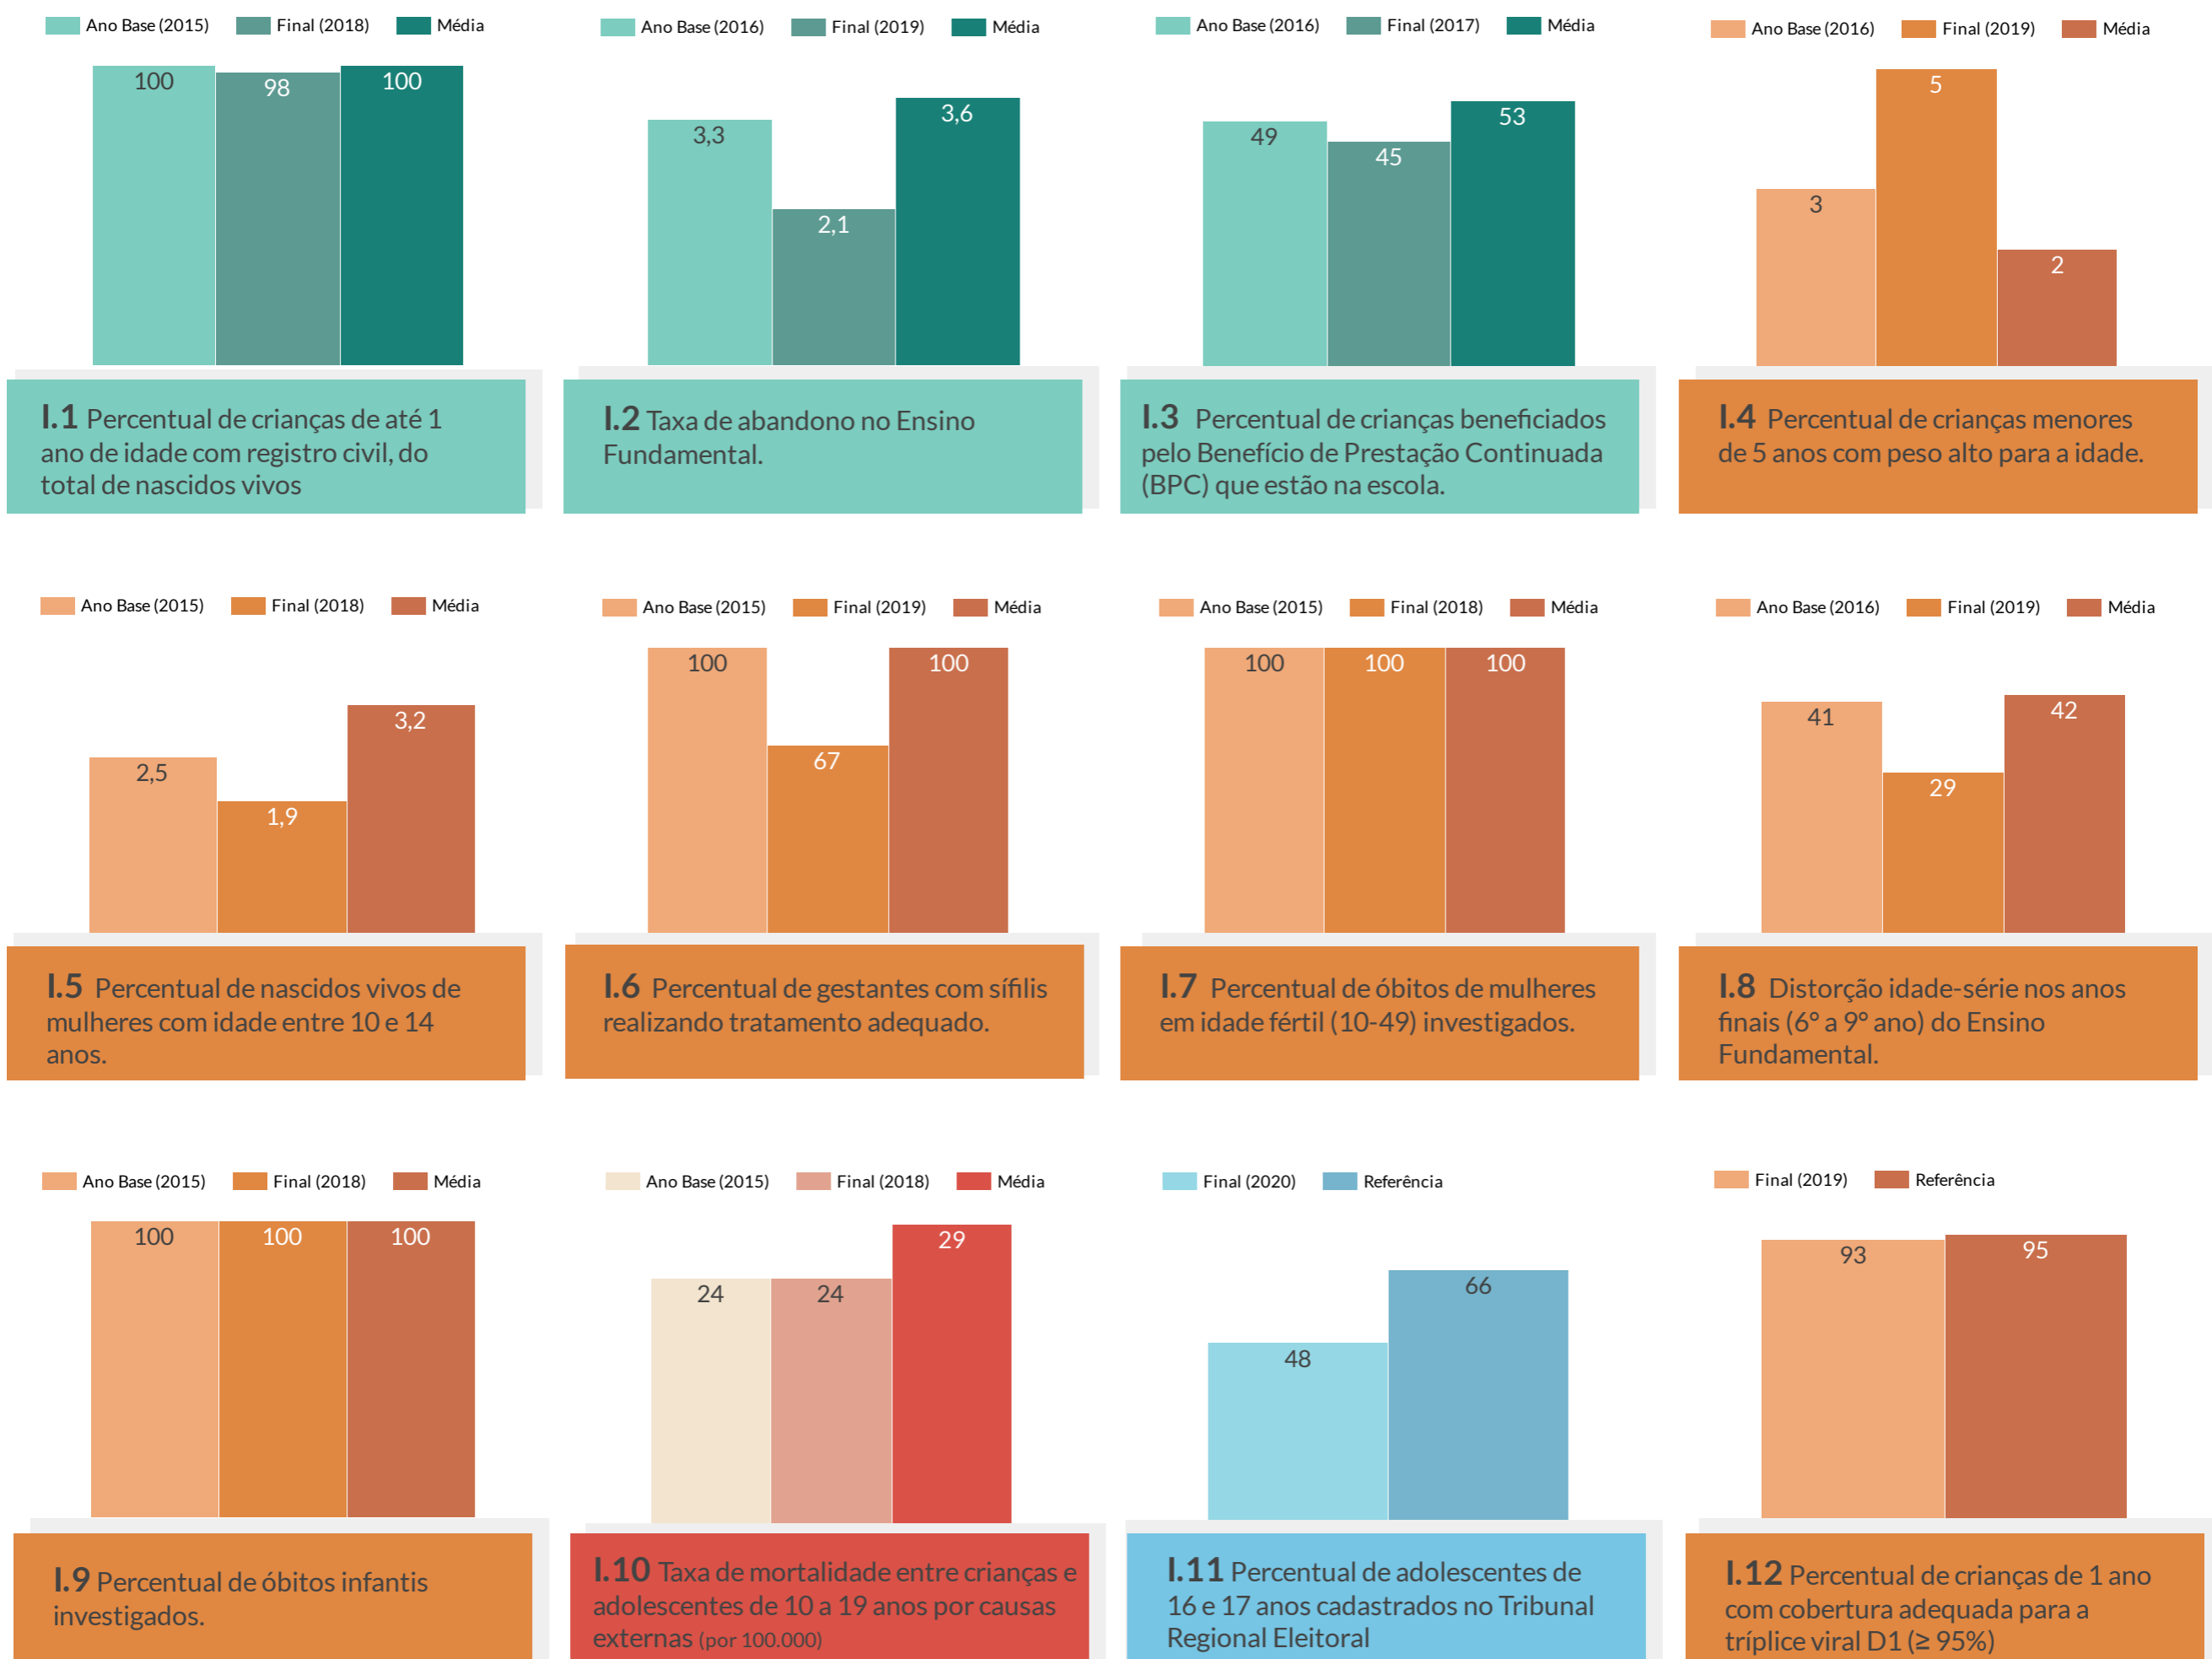 Ano Base (2015) Final (2018) Média
100 98 100
I.1 Percentual de crianças de até 1
ano de idade com registro civil, do
total de nascidos vivos
Ano Base (2016) Final (2019) Média
3,3 2,1 3,6
I.2 Taxa de abandono no Ensino
Fundamental.
Ano Base (2016) Final (2017) Média
49 45 53
I.3 Percentual de crianças beneficiados
pelo Benefício de Prestação Continuada
(BPC) que estão na escola.
Ano Base (2016) Final (2019) Média
3 5 2
I.4 Percentual de crianças menores
de 5 anos com peso alto para a idade.
Ano Base (2015) Final (2018) Média
2,5 1,9 3,2
I.5 Percentual de nascidos vivos de
mulheres com idade entre 10 e 14
anos.
Ano Base (2015) Final (2019) Média
100 67 100
I.6 Percentual de gestantes com sífilis
realizando tratamento adequado.
Ano Base (2015) Final (2018) Média
100 100 100
I.7 Percentual de óbitos de mulheres
em idade fértil (10-49) investigados.
Ano Base (2016) Final (2019) Média
41 29 42
I.8 Distorção idade-série nos anos
finais (6° a 9° ano) do Ensino
Fundamental.
Ano Base (2015) Final (2018) Média
100 100 100
I.9 Percentual de óbitos infantis
investigados.
Ano Base (2015) Final (2018) Média
24 24 29
I.10 Taxa de mortalidade entre crianças e
adolescentes de 10 a 19 anos por causas
externas (por 100.000)
Final (2020) Referência
48 66
I.11 Percentual de adolescentes de
16 e 17 anos cadastrados no Tribunal
Regional Eleitoral
Final (2019) Referência
93 95
I.12 Percentual de crianças de 1 ano
com cobertura adequada para a
tríplice viral D1 (≥ 95%)